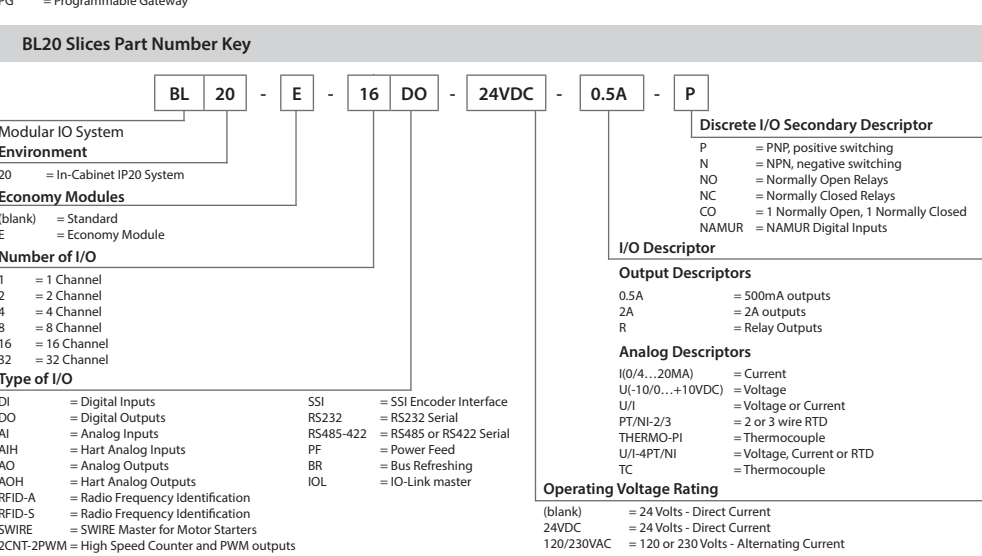 = Programmable Gateway
BL20 Slices Part Number Key
BL 20 - E - 16 DO - 24VDC - 0.5A - P
Modular IO System
Environment
20 = In-Cabinet IP20 System
Economy Modules
(blank) = Standard
E = Economy Module
Number of I/O
1 = 1 Channel
2 = 2 Channel
4 = 4 Channel
8 = 8 Channel
16 = 16 Channel
32 = 32 Channel
Type of I/O
DI = Digital Inputs
DO = Digital Outputs
AI = Analog Inputs
AIH = Hart Analog Inputs
AO = Analog Outputs
AOH = Hart Analog Outputs
RFID-A = Radio Frequency Identification
RFID-S = Radio Frequency Identification
SWIRE = SWIRE Master for Motor Starters
2CNT-2PWM = High Speed Counter and PWM outputs
SSI = SSI Encoder Interface
RS232 = RS232 Serial
RS485-422 = RS485 or RS422 Serial
PF = Power Feed
BR = Bus Refreshing
IOL = IO-Link master
Discrete I/O Secondary Descriptor
P = PNP, positive switching
N = NPN, negative switching
NO = Normally Open Relays
NC = Normally Closed Relays
CO = 1 Normally Open, 1 Normally Closed
NAMUR = NAMUR Digital Inputs
I/O Descriptor
Output Descriptors
0.5A = 500mA outputs
2A = 2A outputs
R = Relay Outputs
Analog Descriptors
I(0/4...20MA) = Current
U(-10/0...+10VDC) = Voltage
U/I = Voltage or Current
PT/NI-2/3 = 2 or 3 wire RTD
THERMO-PI = Thermocouple
U/I-4PT/NI = Voltage, Current or RTD
TC = Thermocouple
Operating Voltage Rating
(blank) = 24 Volts - Direct Current
24VDC = 24 Volts - Direct Current
120/230VAC = 120 or 230 Volts - Alternating Current